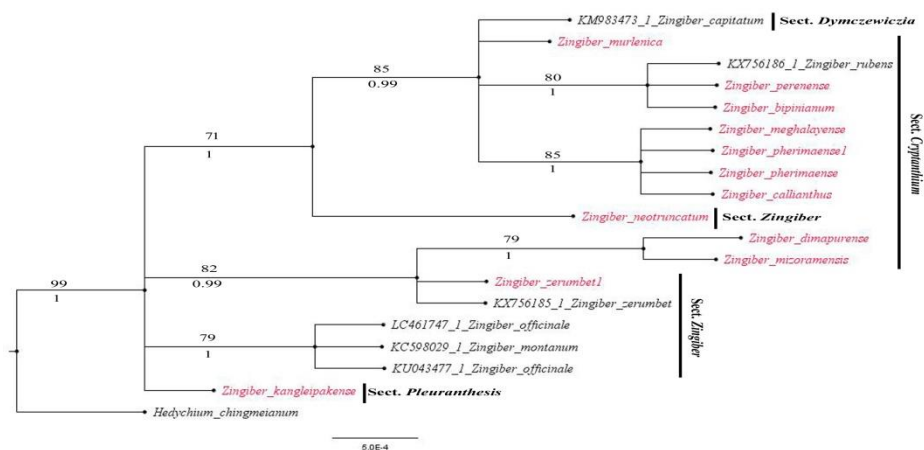 KM983473_1_Zingiber_capitatum
Sect. Dymczewiczia
Zingiber_murlenica
85
0.99
KX756186_1_Zingiber_rubens
80
1
Zingiber_perenense
Zingiber_bipinianum
Zingiber_meghalayense
71
1
Zingiber_pherimaense1
85
1
Zingiber_pherimaense
Zingiber_callianthus
Sect. Cryptanthium
Zingiber_neotruncatum
Sect. Zingiber
Zingiber_dimapurense
79
1
Zingiber_mizoramensis
82
0.99
Zingiber_zerumbet1
99
1
KX756185_1_Zingiber_zerumbet
Sect. Zingiber
LC461747_1_Zingiber_officinale
79
1
KC598029_1_Zingiber_montanum
KU043477_1_Zingiber_officinale
Zingiber_kangleipakense
Sect. Pleuranthesis
Hedychium_chingmeianum
5.0E-4